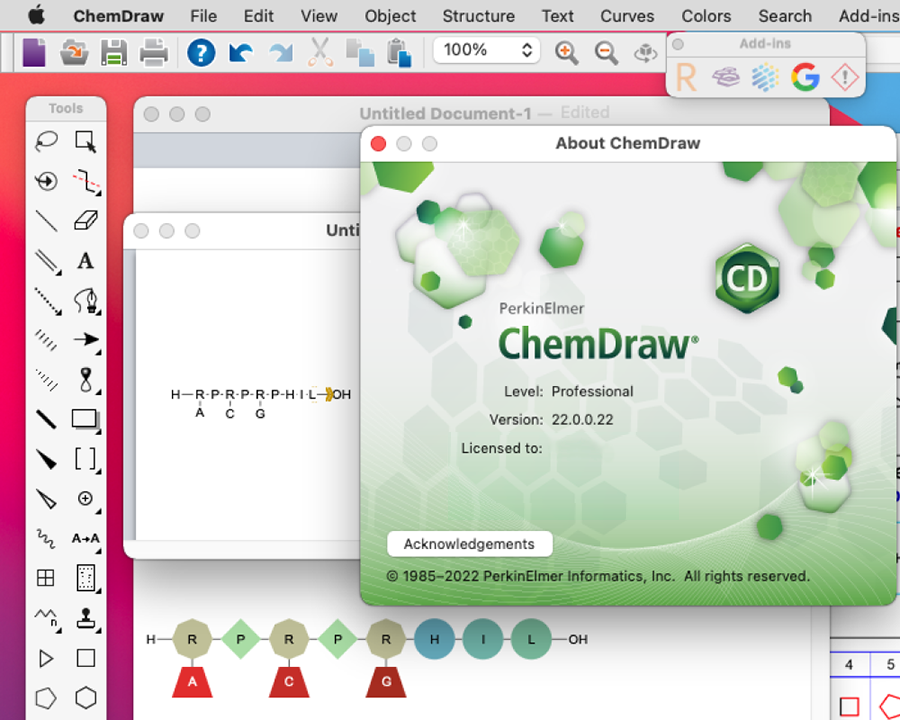 ChemDraw File Edit View Object Structure Text Curves Colors Search Add-ins
100%
Add-ins
R G
Tools
Untitled Document-1 — Edited
About ChemDraw
Unti
A
CD
PerkinElmer
ChemDraw®
Level: Professional
Version: 22.0.0.22
Licensed to:
H-R-P-R-P-R-P-H-I-L-OH
A C G
A→A
n
Acknowledgements
© 1985–2022 PerkinElmer Informatics, Inc. All rights reserved.
H R P R P R H I L OH
A C G
4 5